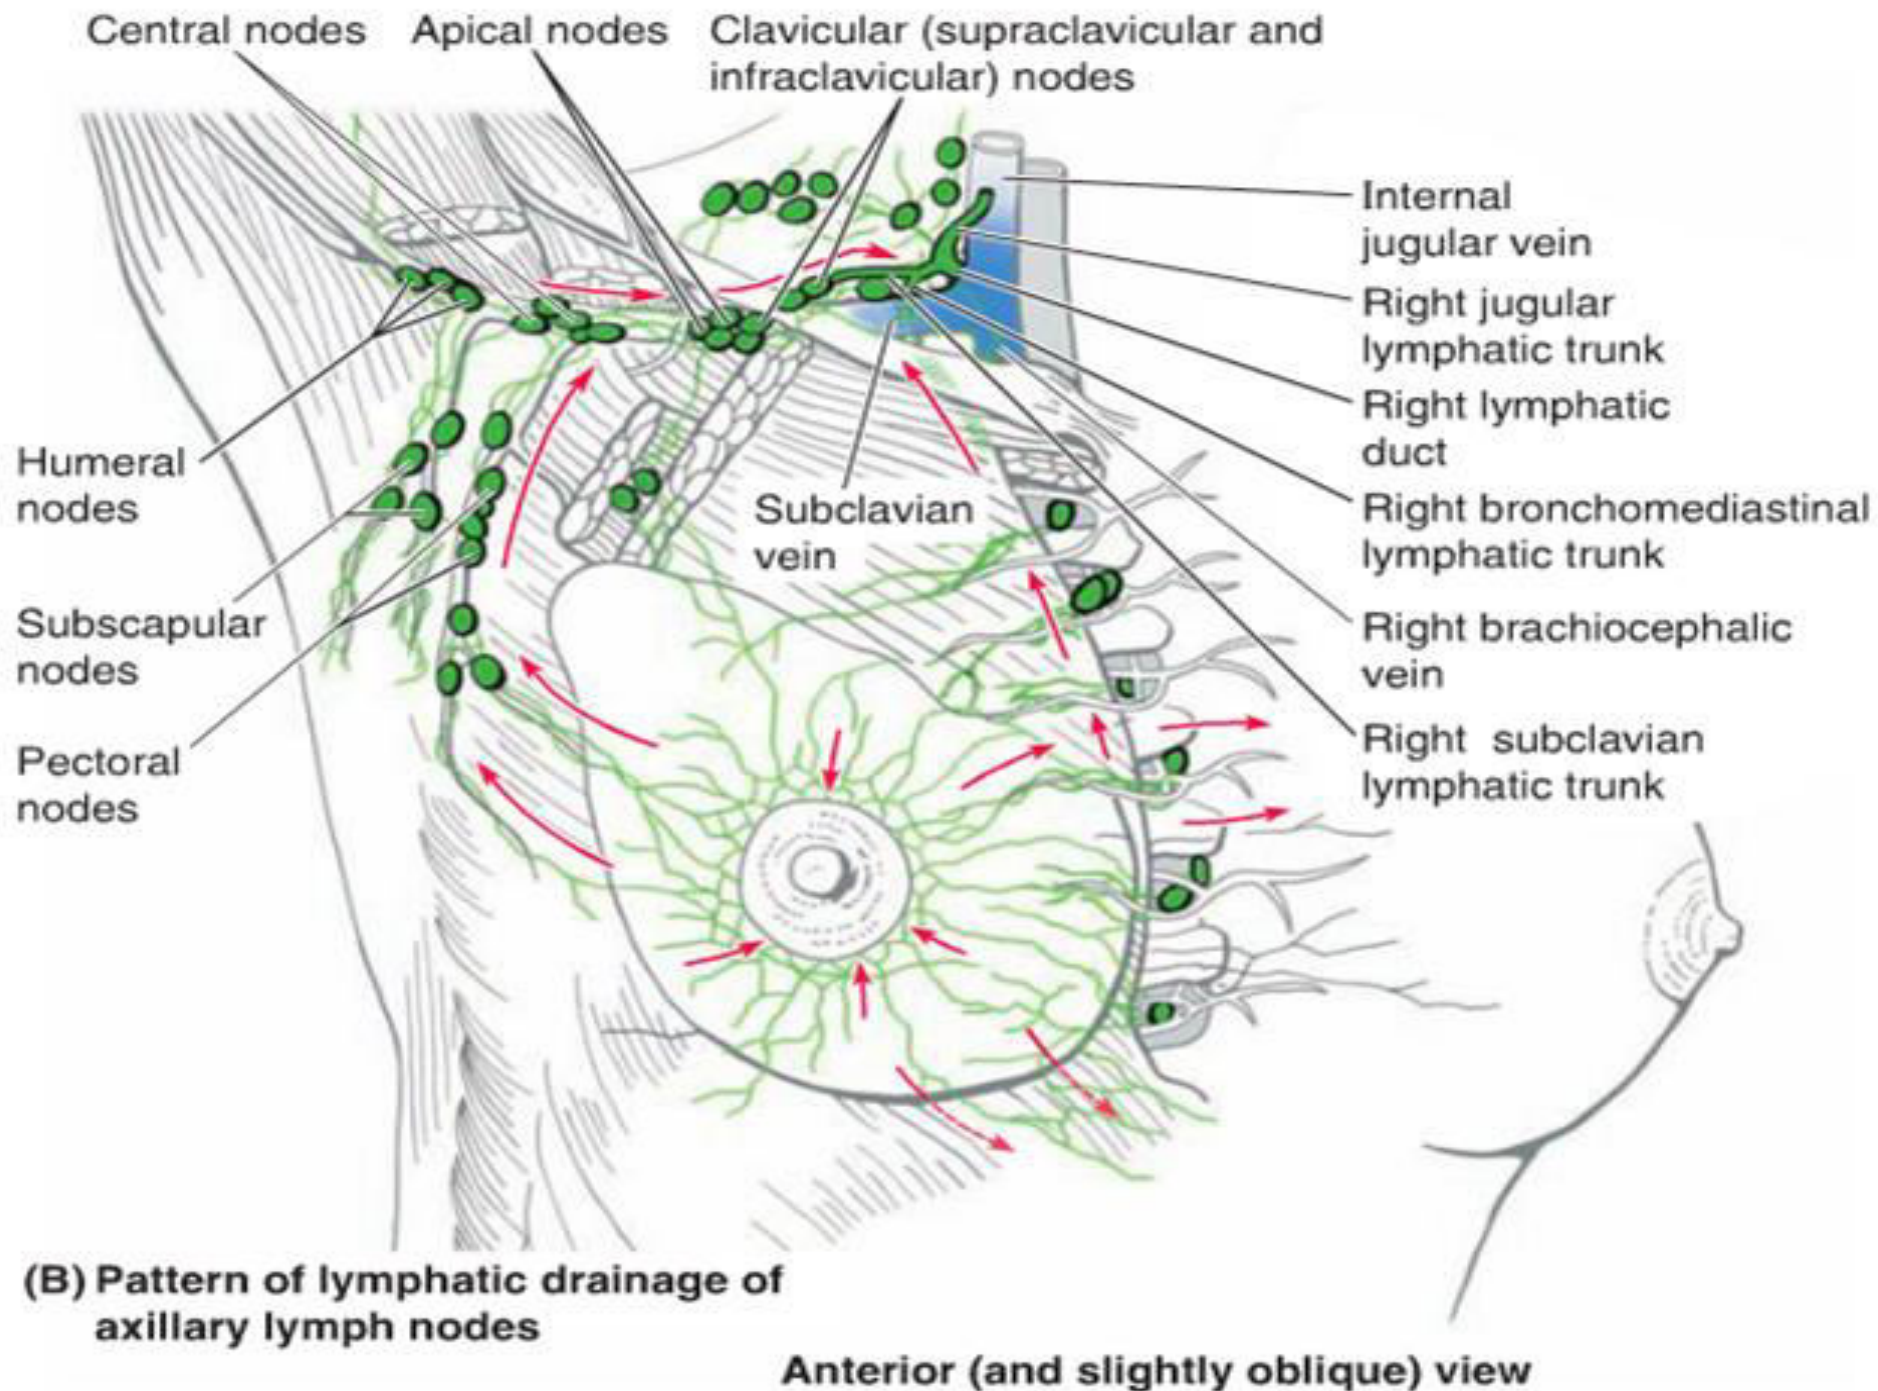 Central nodes
Apical nodes
Clavicular (supraclavicular and
infraclavicular) nodes
Internal
jugular vein
Right jugular
lymphatic trunk
Right lymphatic
duct
Humeral
nodes
Subclavian
vein
Right bronchomediastinal
lymphatic trunk
Subscapular
nodes
Right brachiocephalic
vein
Pectoral
nodes
Right subclavian
lymphatic trunk
(B) Pattern of lymphatic drainage of
axillary lymph nodes
Anterior (and slightly oblique) view